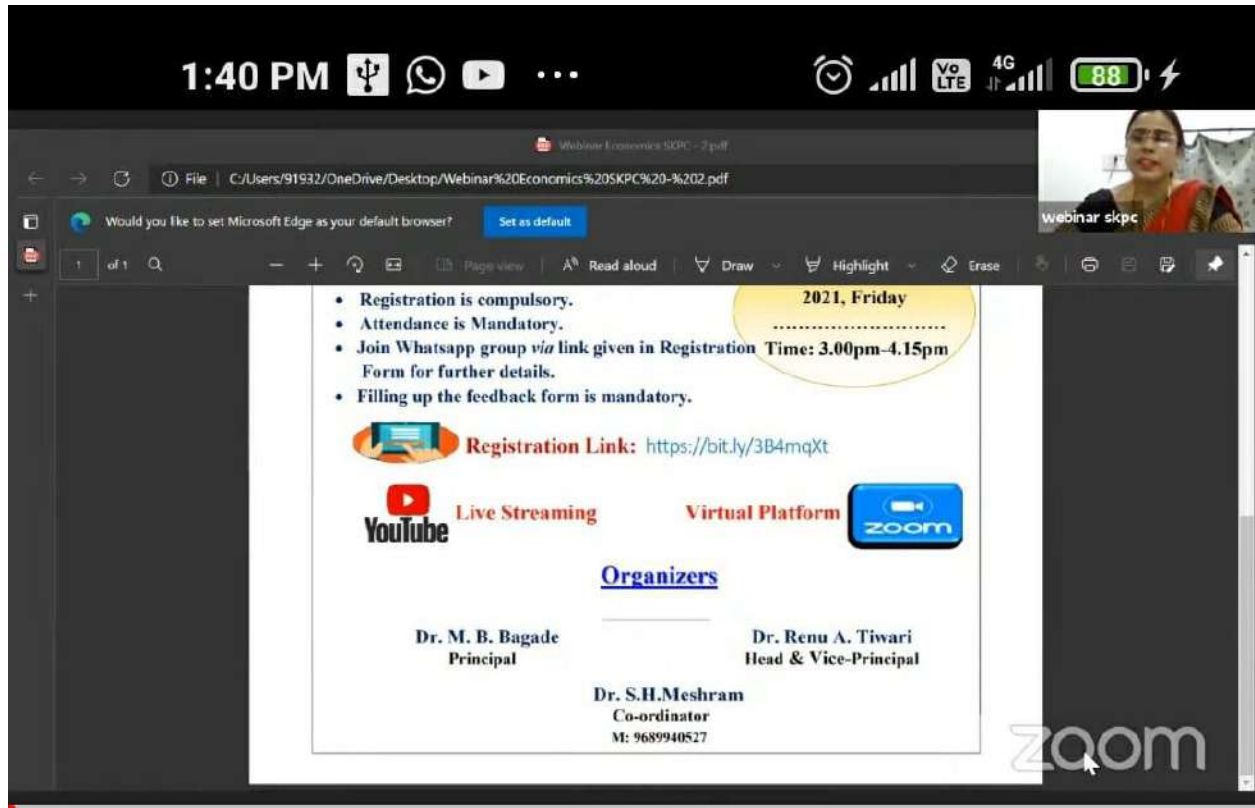 1:40 PM ... Vo LTE 4G 88
Webinar Economics SKPC - 2.pdf
File | C:/Users/91932/OneDrive/Desktop/Webinar%20Economics%20SKPC%20-%202.pdf
webinar skpc
Would you like to set Microsoft Edge as your default browser? Set as default
1 of 1 Page view Read aloud Draw Highlight Erase
• Registration is compulsory.
• Attendance is Mandatory.
• Join Whatsapp group via link given in Registration
Form for further details.
• Filling up the feedback form is mandatory.
2021, Friday
............................
Time: 3.00pm-4.15pm
Registration Link: https://bit.ly/3B4mqXt
YouTube Live Streaming Virtual Platform zoom
Organizers
Dr. M. B. Bagade
Principal
Dr. Renu A. Tiwari
Head & Vice-Principal
Dr. S.H.Meshram
Co-ordinator
M: 9689940527
zoom